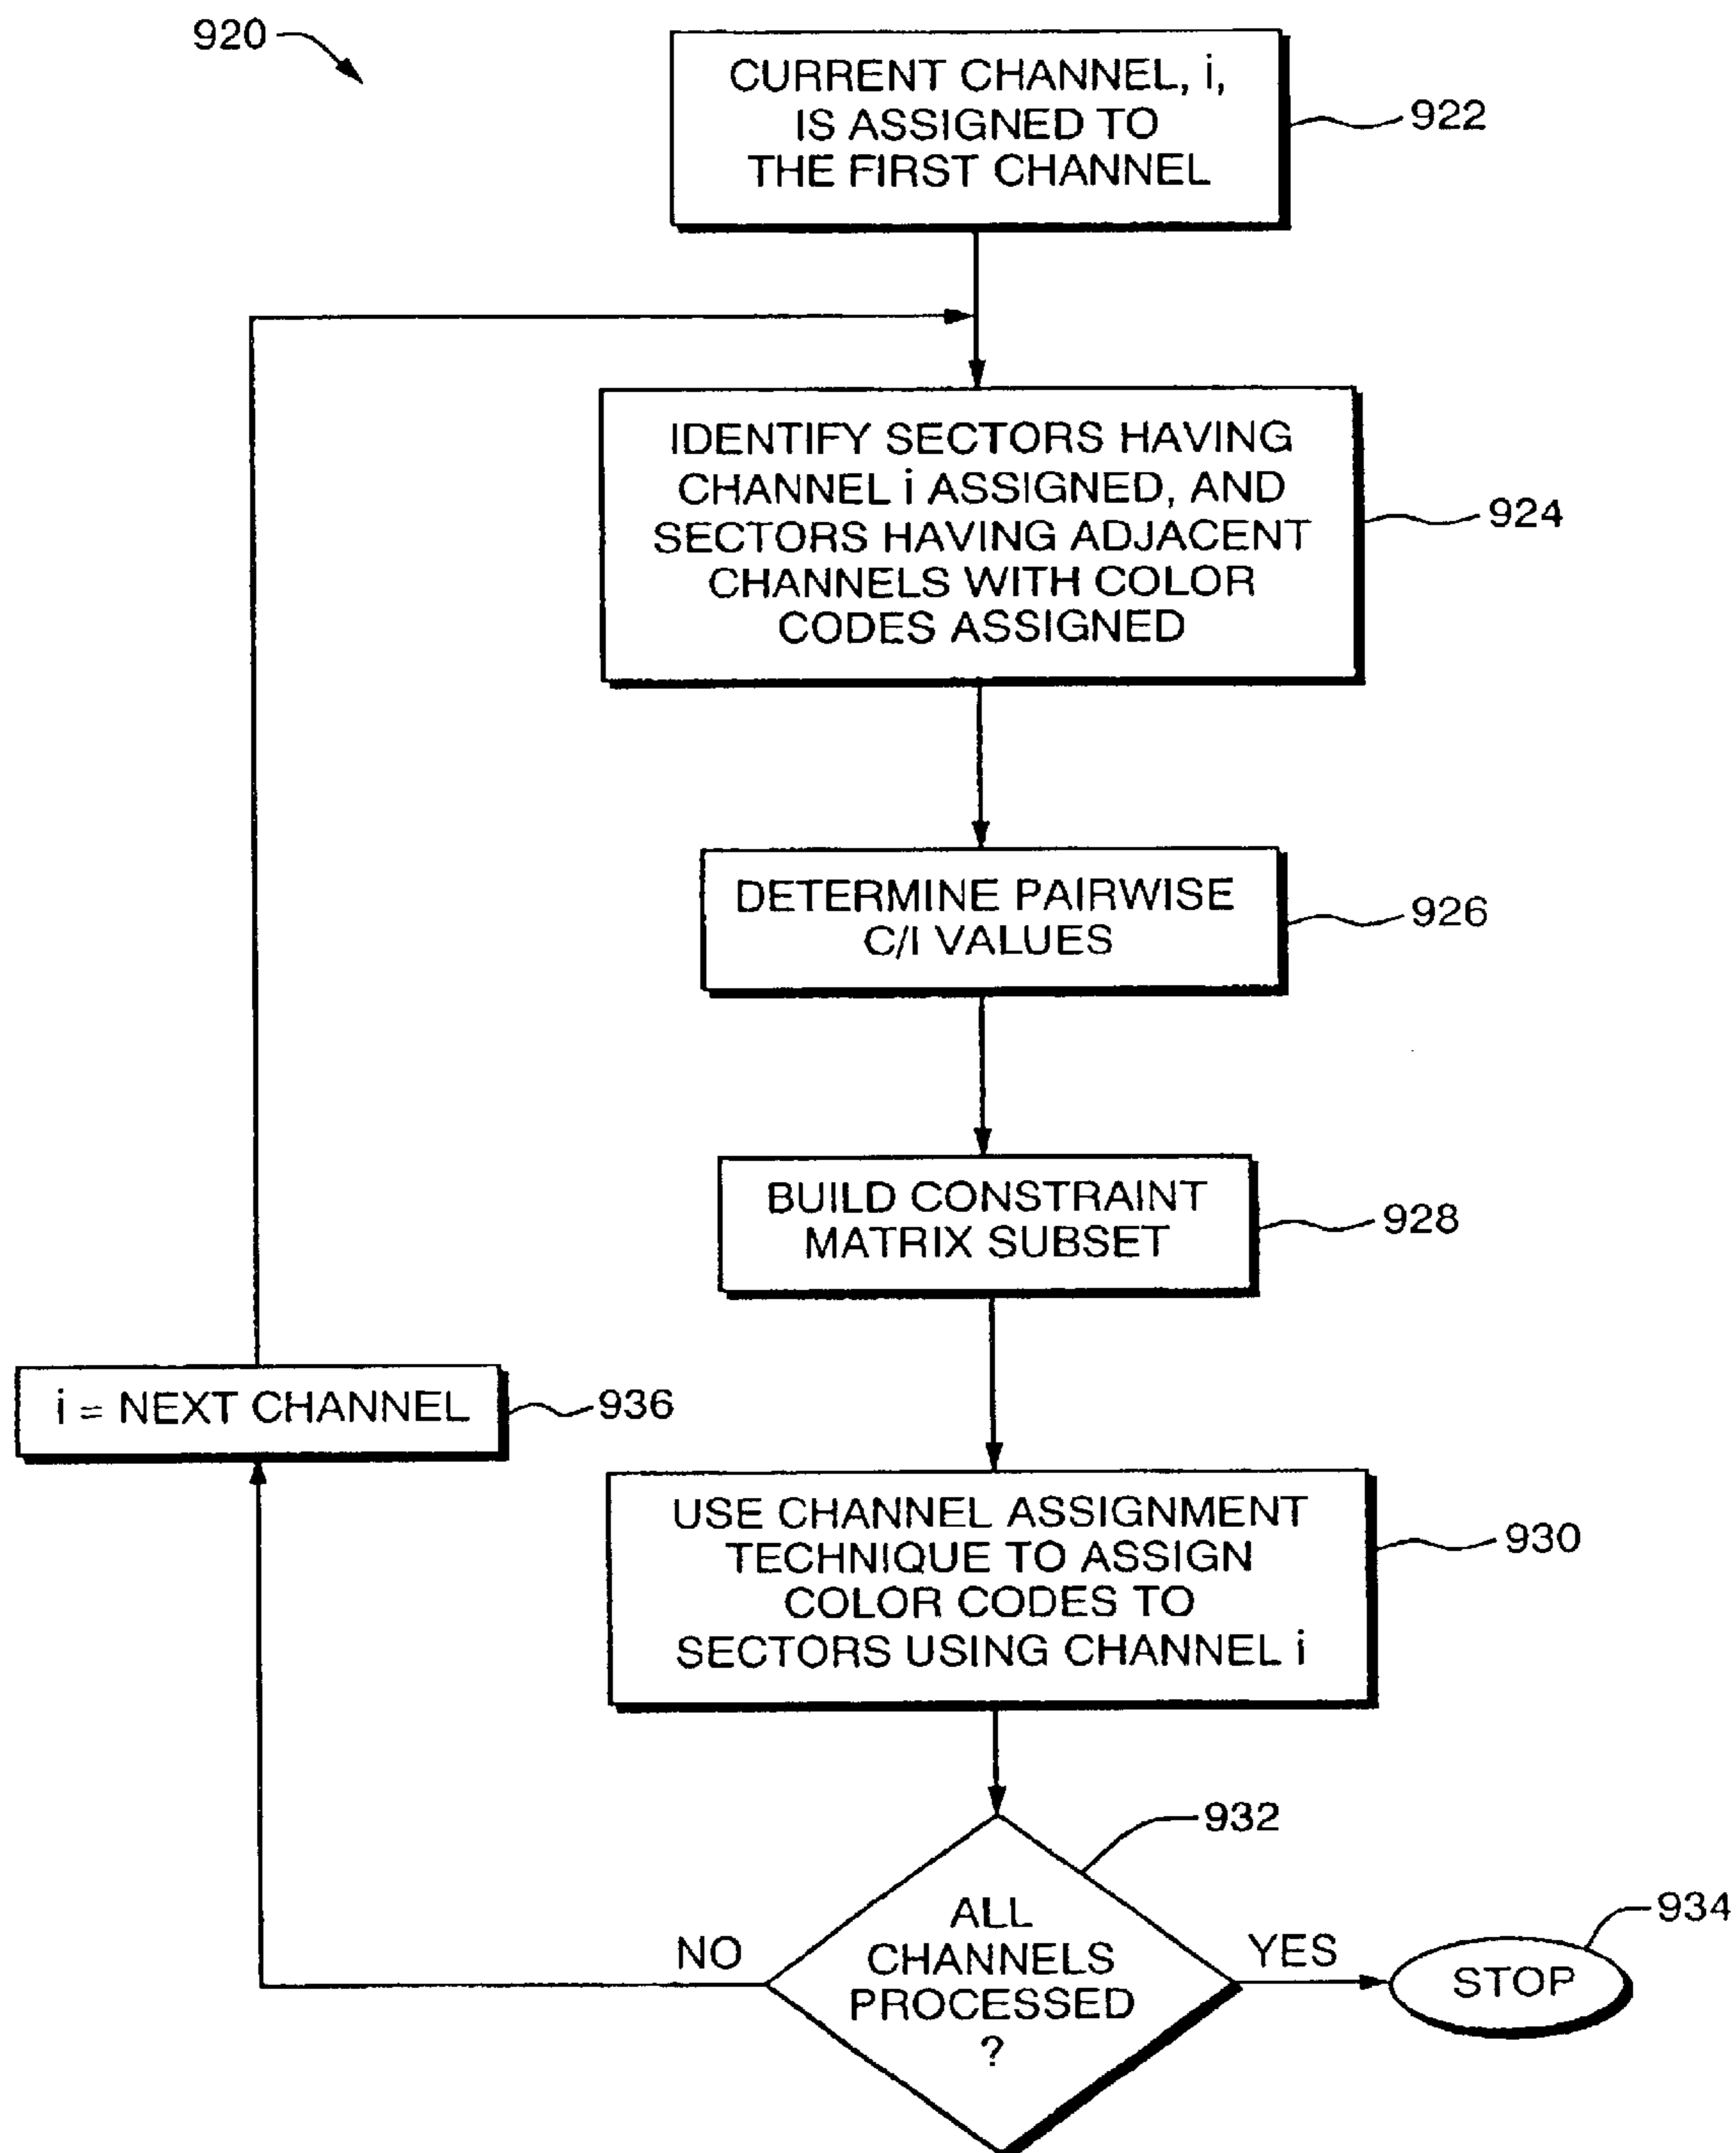 920
CURRENT CHANNEL, i,
IS ASSIGNED TO
THE FIRST CHANNEL
922
IDENTIFY SECTORS HAVING
CHANNEL i ASSIGNED, AND
SECTORS HAVING ADJACENT
CHANNELS WITH COLOR
CODES ASSIGNED
924
DETERMINE PAIRWISE
C/I VALUES
926
BUILD CONSTRAINT
MATRIX SUBSET
928
i = NEXT CHANNEL
936
USE CHANNEL ASSIGNMENT
TECHNIQUE TO ASSIGN
COLOR CODES TO
SECTORS USING CHANNEL i
930
932
ALL
CHANNELS
PROCESSED
?
NO
YES
934
STOP